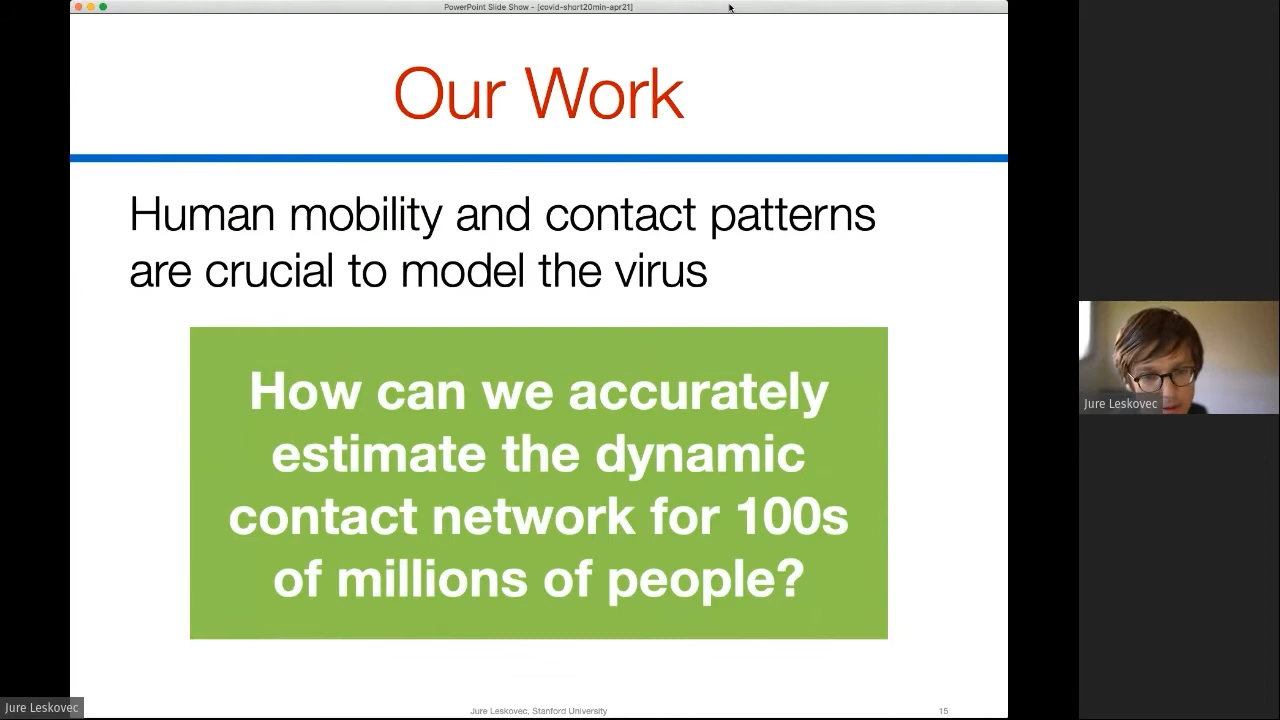 PowerPoint Slide Show - [covid-short20min-apr21]
Our Work
Human mobility and contact patterns
are crucial to model the virus
How can we accurately
estimate the dynamic
contact network for 100s
of millions of people?
Jure Leskovec
Jure Leskovec
Jure Leskovec, Stanford University
15